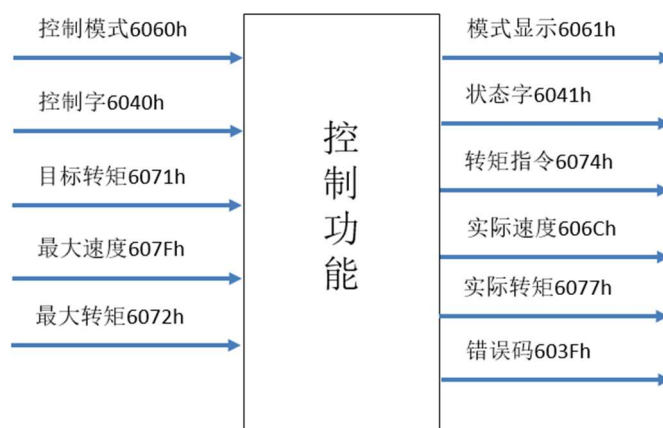 控制模式6060h
控制字6040h
目标转矩6071h
最大速度607Fh
最大转矩6072h
控制功能
模式显示6061h
状态字6041h
转矩指令6074h
实际速度606Ch
实际转矩6077h
错误码603Fh